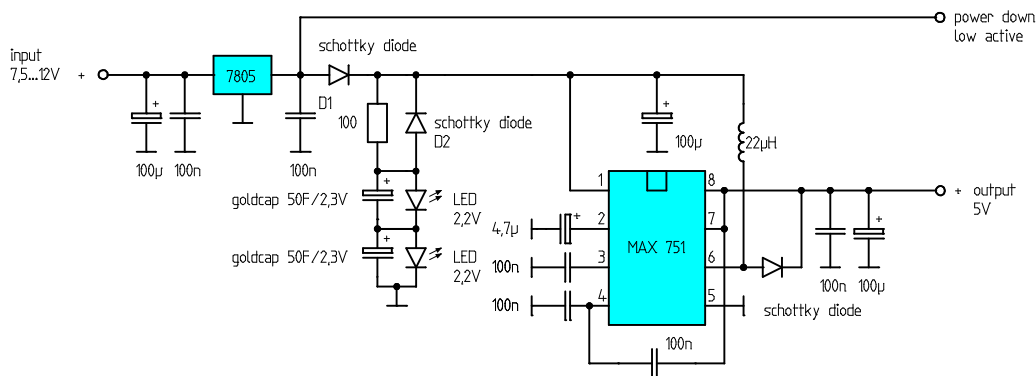 power down
low active
input
7,5...12V
+
7805
schottky diode
D1
+
100µ
100n
100n
100
schottky diode
D2
+
100µ
22µH
goldcap 50F/2,3V
+
LED
2,2V
goldcap 50F/2,3V
+
LED
2,2V
1
8
+ output
5V
4,7µ
+
2
7
MAX 751
100n
3
6
+
100n
100µ
100n
4
5
schottky diode
100n